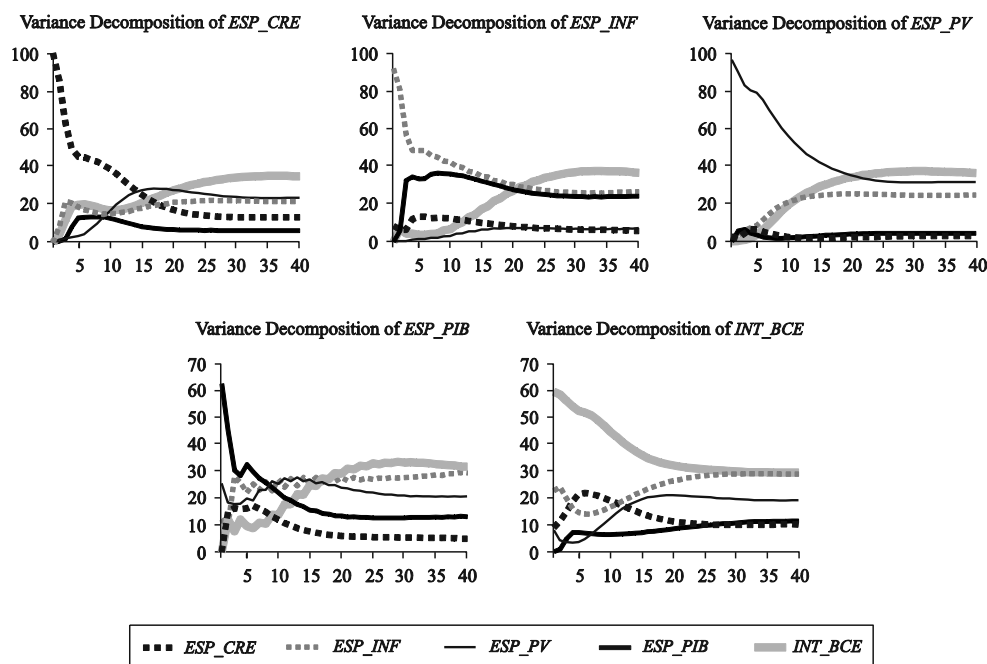 Variance Decomposition of ESP_CRE Variance Decomposition of ESP_INF Variance Decomposition of ESP_PV
100 100 100
80 80 80
60 60 60
40 40 40
20 20 20
0 0 0
5 10 15 20 25 30 35 40 5 10 15 20 25 30 35 40 5 10 15 20 25 30 35 40
Variance Decomposition of ESP_PIB Variance Decomposition of INT_BCE
70 70
60 60
50 50
40 40
30 30
20 20
10 10
0 0
5 10 15 20 25 30 35 40 5 10 15 20 25 30 35 40
ESP_CRE ESP_INF ESP_PV ESP_PIB INT_BCE